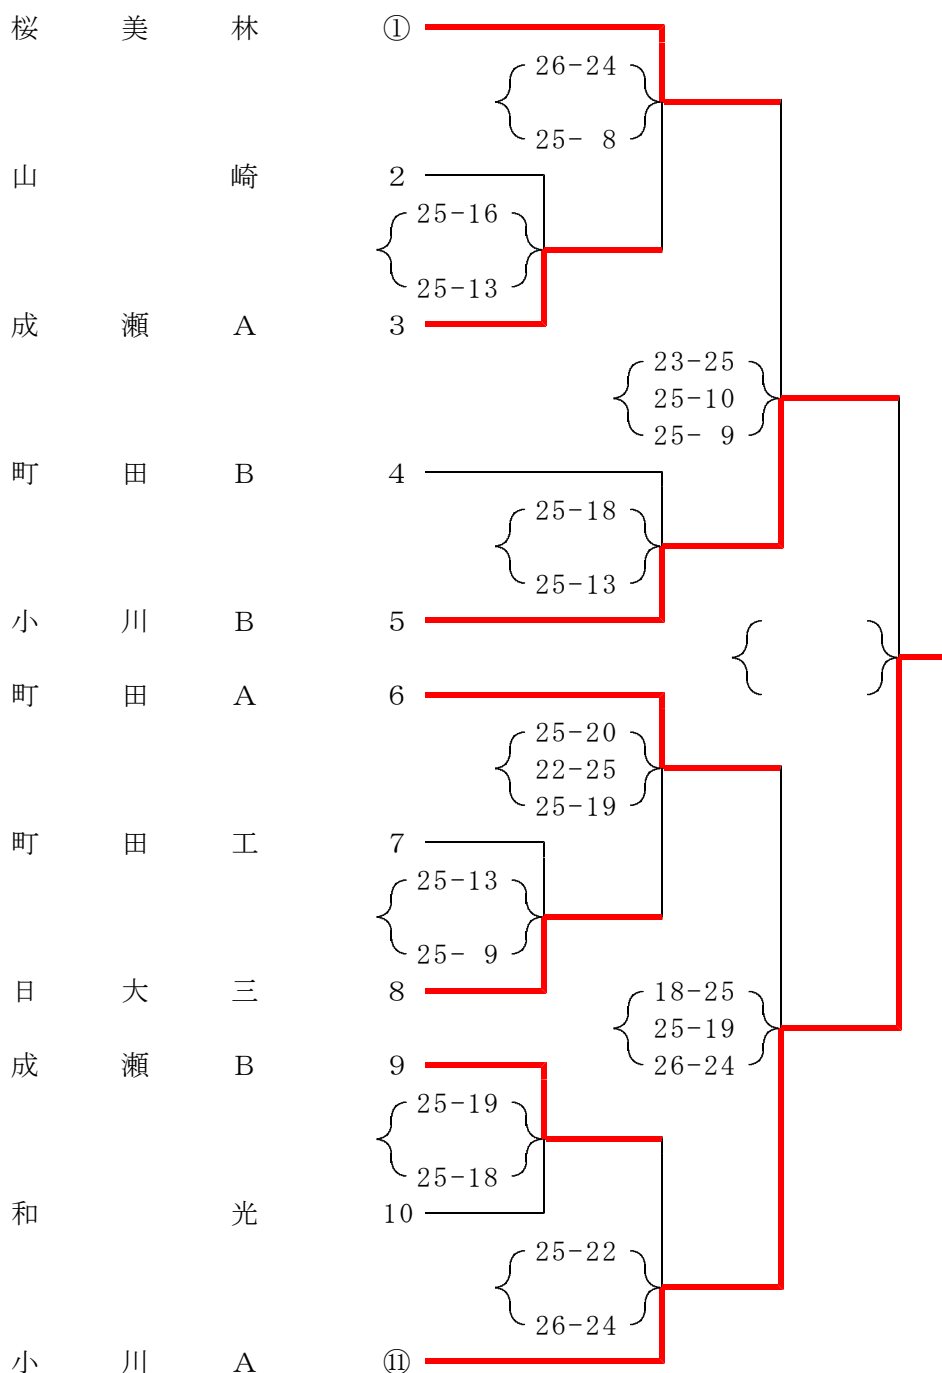 桜 美 林 ①
26-24
25- 8
山 崎 2
25-16
25-13
成 瀬 A 3
23-25
25-10
25- 9
町 田 B 4
25-18
25-13
小 川 B 5
町 田 A 6
25-20
22-25
25-19
町 田 工 7
25-13
25- 9
日 大 三 8
18-25
25-19
26-24
成 瀬 B 9
25-19
25-18
和 光 10
25-22
26-24
小 川 A ⑪